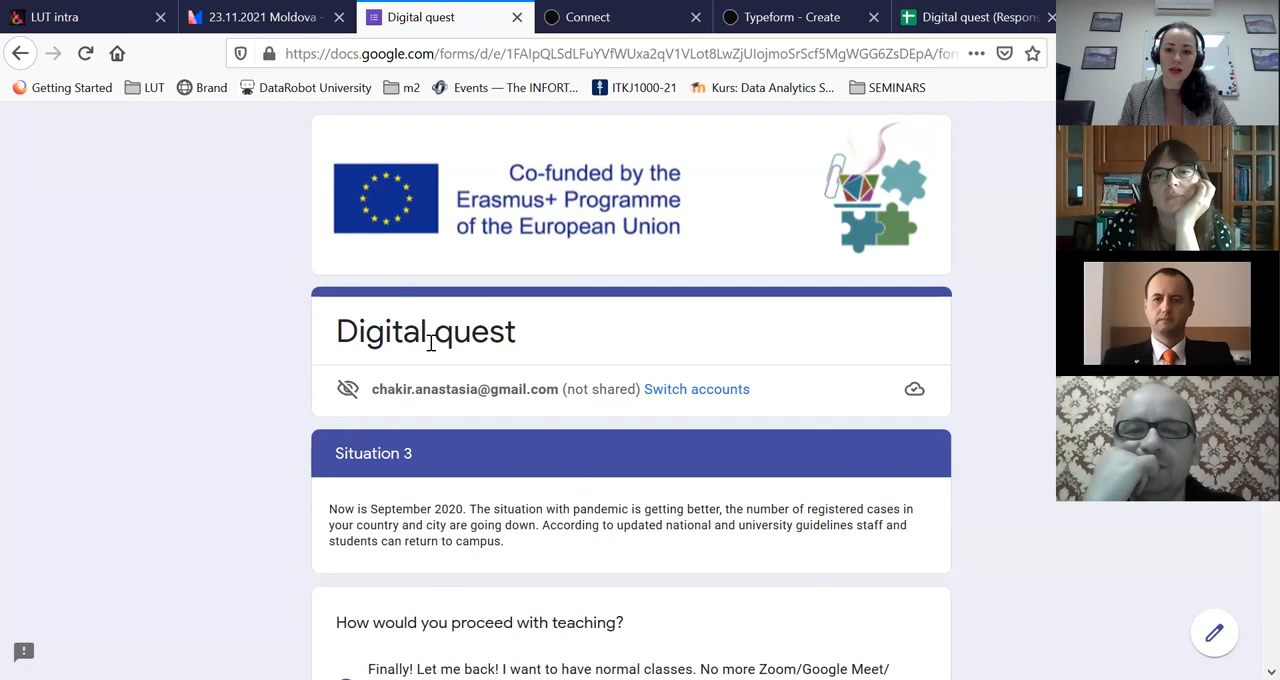 LUT intra
23.11.2021 Moldova -
Digital quest
Connect
Typeform - Create
Digital quest (Respons
https://docs.google.com/forms/d/e/1FAIpQLSdLFuYVfWUxa2qV1VLot8LwZjUIojmoSrScf5MgWGG6ZsDEpA/for
Getting Started
LUT
Brand
DataRobot University
m2
Events — The INFORT...
ITKJ1000-21
Kurs: Data Analytics S...
SEMINARS
Co-funded by the
Erasmus+ Programme
of the European Union
Digital quest
chakir.anastasia@gmail.com (not shared) Switch accounts
Situation 3
Now is September 2020. The situation with pandemic is getting better, the number of registered cases in
your country and city are going down. According to updated national and university guidelines staff and
students can return to campus.
How would you proceed with teaching?
Finally! Let me back! I want to have normal classes. No more Zoom/Google Meet/